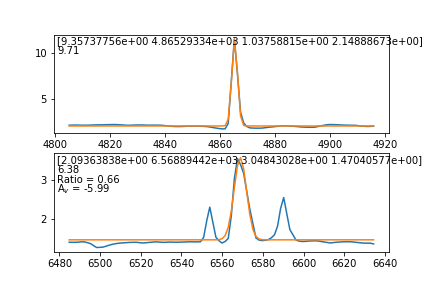 [9.35737756e+00 4.86529334e+03 1.03758815e+00 2.14888673e+00]
9.71
10
5
4800 4820 4840 4860 4880 4900 4920
[2.09363838e+00 6.56889442e+03 3.04843028e+00 1.47040577e+00]
6.38
Ratio = 0.66
Av = -5.99
3
2
6480 6500 6520 6540 6560 6580 6600 6620 6640